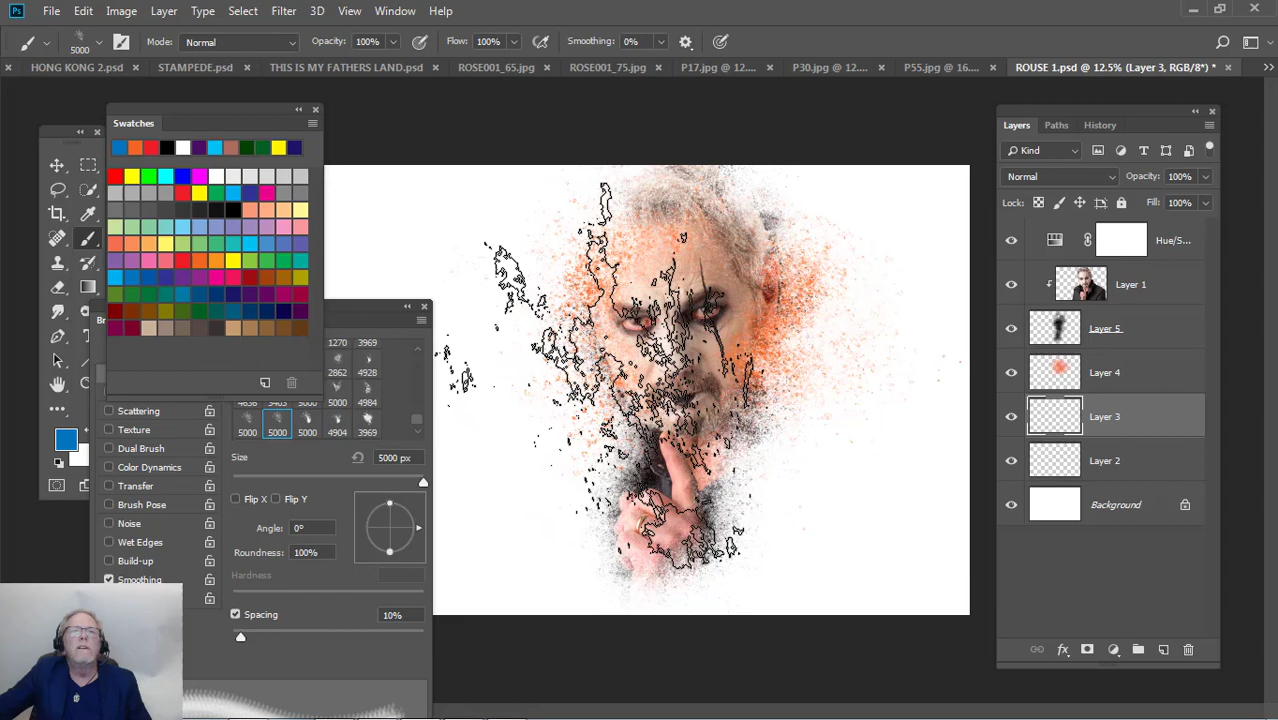 Ps File Edit Image Layer Type Select Filter 3D View Window Help
5000 Mode: Normal Opacity: 100% Flow: 100% Smoothing: 0%
HONG KONG 2.psd STAMPEDE.psd THIS IS MY FATHERS LAND.psd ROSE001_65.jpg ROSE001_75.jpg P17.jpg @ 12.... P30.jpg @ 12.... P55.jpg @ 16.... ROUSE 1.psd @ 12.5% (Layer 3, RGB/8*) *
Swatches
Layers Paths History
Kind
Normal Opacity: 100%
Lock: Fill: 100%
Hue/S...
Layer 1
Layer 5
Layer 4
Layer 3
Layer 2
Background
1270 3969
2862 4928
5000 4984
5000 5000 5000 4904 3969
Scattering
Texture
Dual Brush
Color Dynamics
Transfer
Brush Pose
Noise
Wet Edges
Build-up
Smoothing
Size 5000 px
Flip X Flip Y
Angle: 0°
Roundness: 100%
Hardness
Spacing 10%